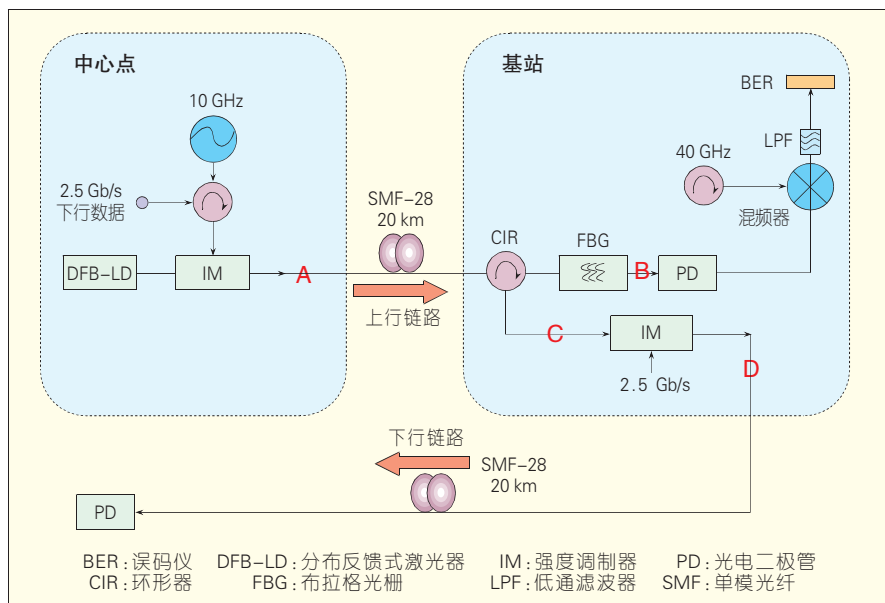 中心点
10 GHz
2.5 Gb/s
下行数据
DFB-LD
IM
A
SMF-28
20 km
上行链路
基站
BER
LPF
40 GHz
混频器
CIR
FBG
B
PD
C
IM
D
2.5 Gb/s
下行链路
SMF-28
20 km
PD
BER:误码仪 DFB-LD:分布反馈式激光器 IM:强度调制器 PD:光电二极管
CIR:环形器 FBG:布拉格光栅 LPF:低通滤波器 SMF:单模光纤